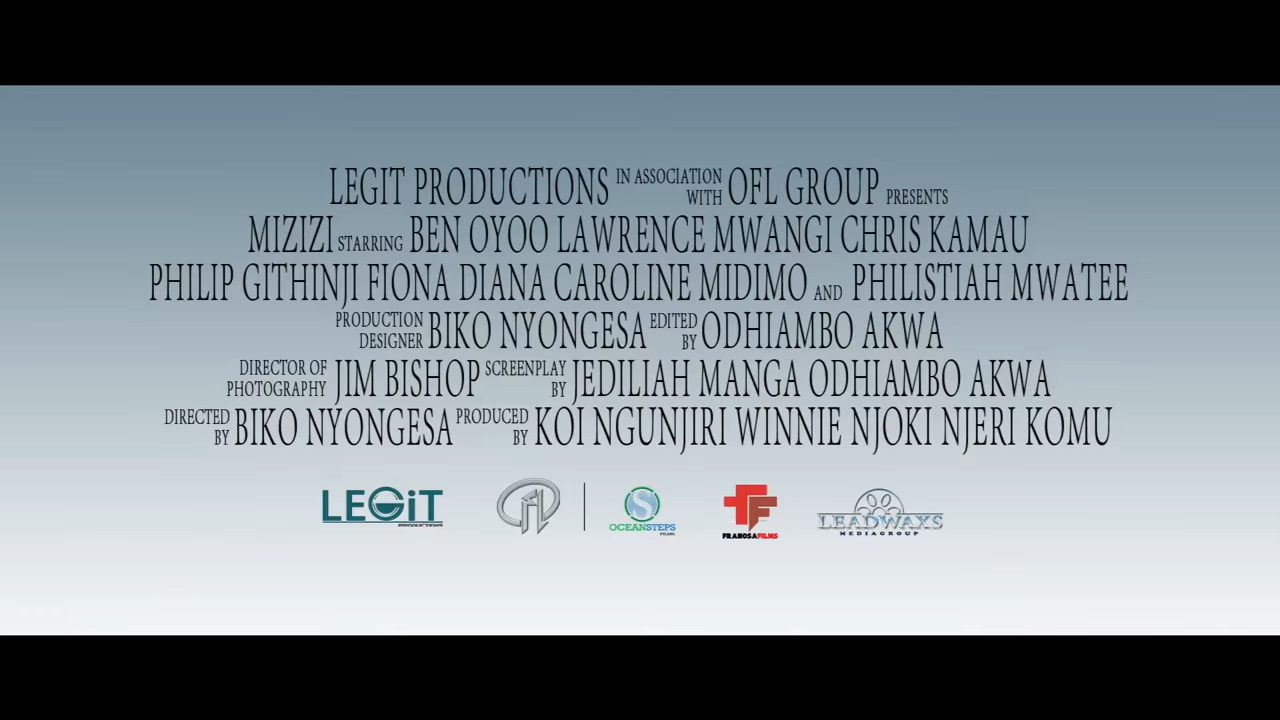 LEGIT PRODUCTIONS IN ASSOCIATION WITH OFL GROUP PRESENTS
MIZIZI STARRING BEN OYOO LAWRENCE MWANGI CHRIS KAMAU
PHILIP GITHINJI FIONA DIANA CAROLINE MIDIMO AND PHILISTIAH MWATEE
PRODUCTION DESIGNER BIKO NYONGESA EDITED BY ODHIAMBO AKWA
DIRECTOR OF PHOTOGRAPHY JIM BISHOP SCREENPLAY BY JEDILIAH MANGA ODHIAMBO AKWA
DIRECTED BY BIKO NYONGESA PRODUCED BY KOI NGUNJIRI WINNIE NJOKI NJERI KOMU
LEGiT PRODUCTIONS
OFL
OCEANSTEPS FILMS
FRANOSAFILMS
LEADWAXS MEDIAGROUP